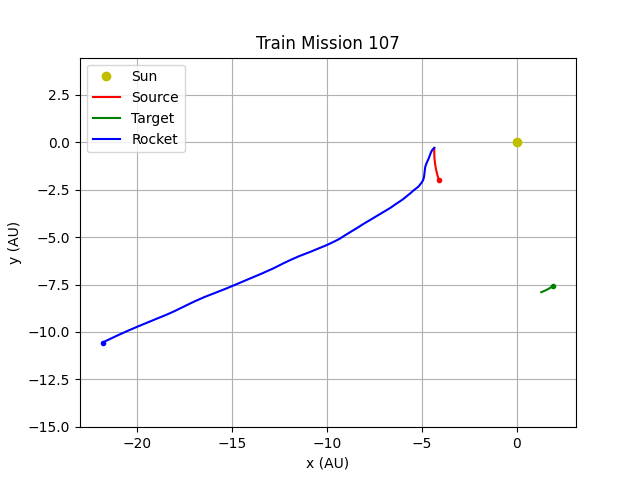 Train Mission 107
Sun
Source
Target
Rocket
2.5
0.0
−2.5
−5.0
−7.5
−10.0
−12.5
−15.0
y (AU)
−20
−15
−10
−5
0
x (AU)